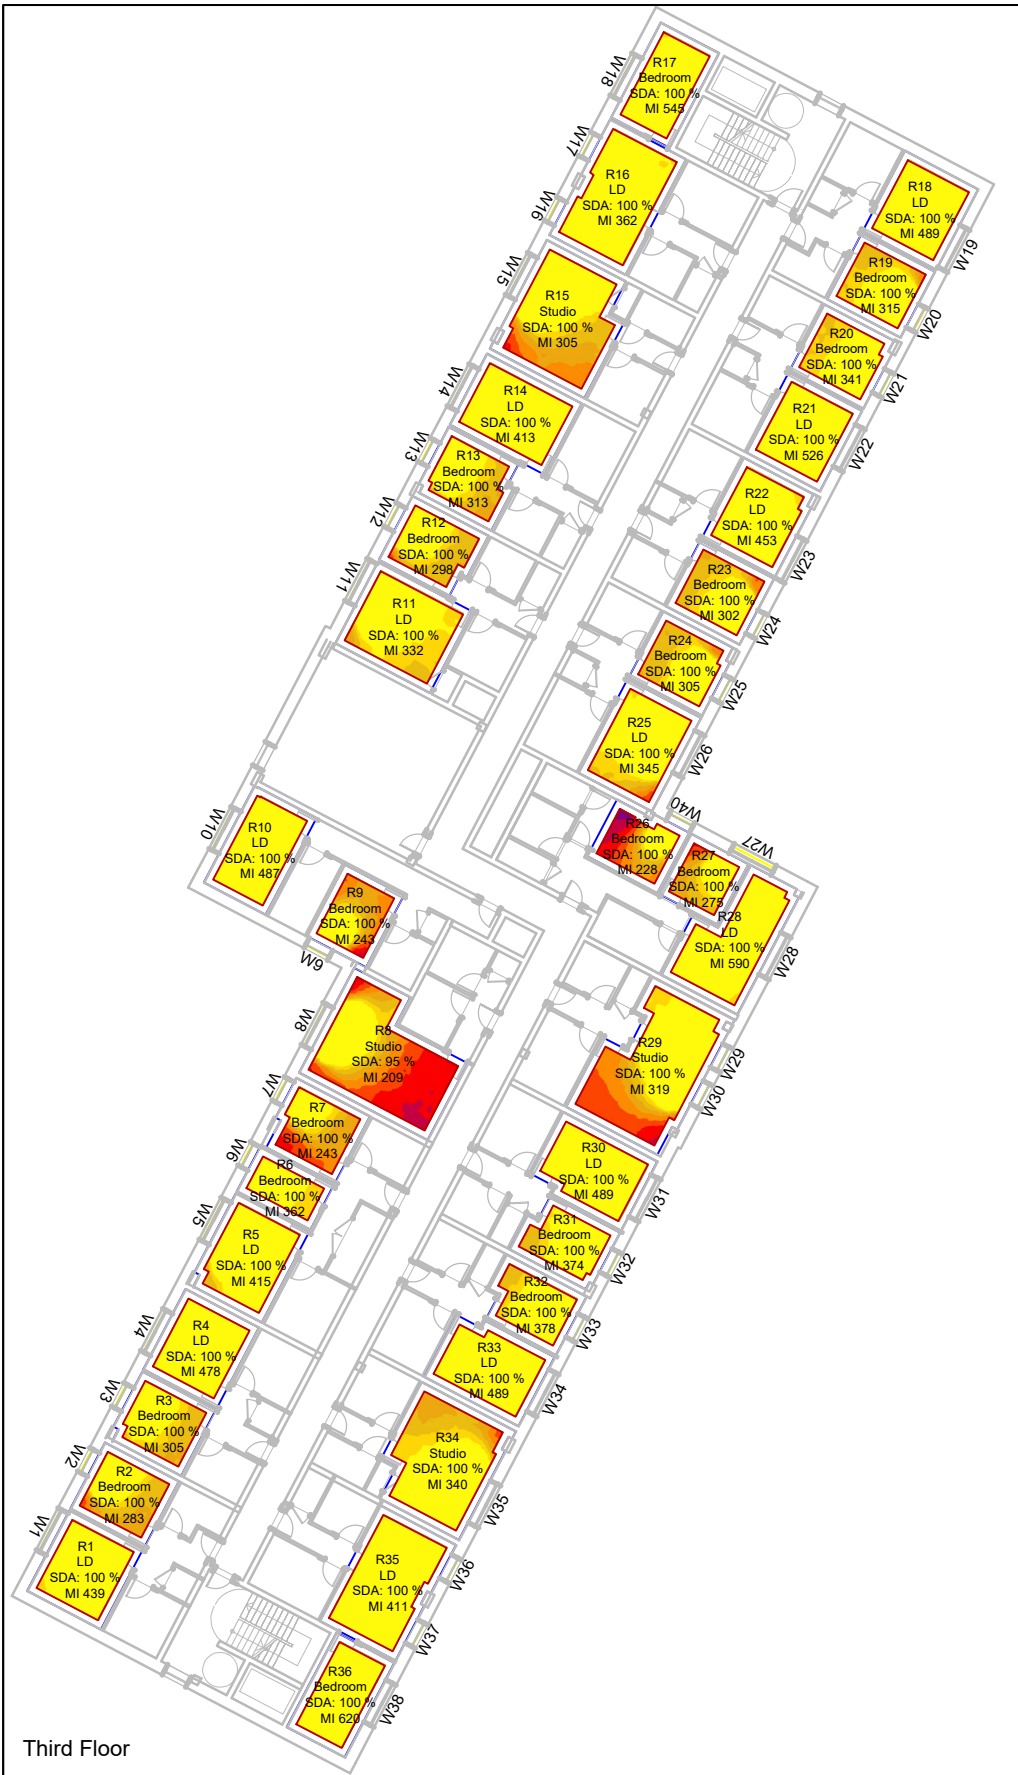 W18
R17
Bedroom
SDA: 100 %
MI 545
W17
R16
LD
SDA: 100 %
MI 362
W16
R18
LD
SDA: 100 %
MI 489
W19
R19
Bedroom
SDA: 100 %
MI 315
W20
W15
R15
Studio
SDA: 100 %
MI 305
R20
Bedroom
SDA: 100 %
MI 341
W21
W14
R14
LD
SDA: 100 %
MI 413
R21
LD
SDA: 100 %
MI 526
W22
W13
R13
Bedroom
SDA: 100 %
MI 313
R22
LD
SDA: 100 %
MI 453
W23
W12
R12
Bedroom
SDA: 100 %
MI 298
R23
Bedroom
SDA: 100 %
MI 302
W24
W11
R11
LD
SDA: 100 %
MI 332
R24
Bedroom
SDA: 100 %
MI 305
W25
R25
LD
SDA: 100 %
MI 345
W26
W10
R10
LD
SDA: 100 %
MI 487
W40
R26
Bedroom
SDA: 100 %
MI 228
W27
R27
Bedroom
SDA: 100 %
MI 275
R9
Bedroom
SDA: 100 %
MI 243
W9
R28
LD
SDA: 100 %
MI 590
W28
W8
R8
Studio
SDA: 95 %
MI 209
R29
Studio
SDA: 100 %
MI 319
W29
W30
W7
R7
Bedroom
SDA: 100 %
MI 243
R30
LD
SDA: 100 %
MI 489
W31
W6
R6
Bedroom
SDA: 100 %
MI 362
R31
Bedroom
SDA: 100 %
MI 374
W32
W5
R5
LD
SDA: 100 %
MI 415
R32
Bedroom
SDA: 100 %
MI 378
W33
W4
R4
LD
SDA: 100 %
MI 478
R33
LD
SDA: 100 %
MI 489
W34
W3
R3
Bedroom
SDA: 100 %
MI 305
R34
Studio
SDA: 100 %
MI 340
W35
W2
R2
Bedroom
SDA: 100 %
MI 283
W1
R1
LD
SDA: 100 %
MI 439
R35
LD
SDA: 100 %
MI 411
W36
W37
R36
Bedroom
SDA: 100 %
MI 620
W38
Third Floor